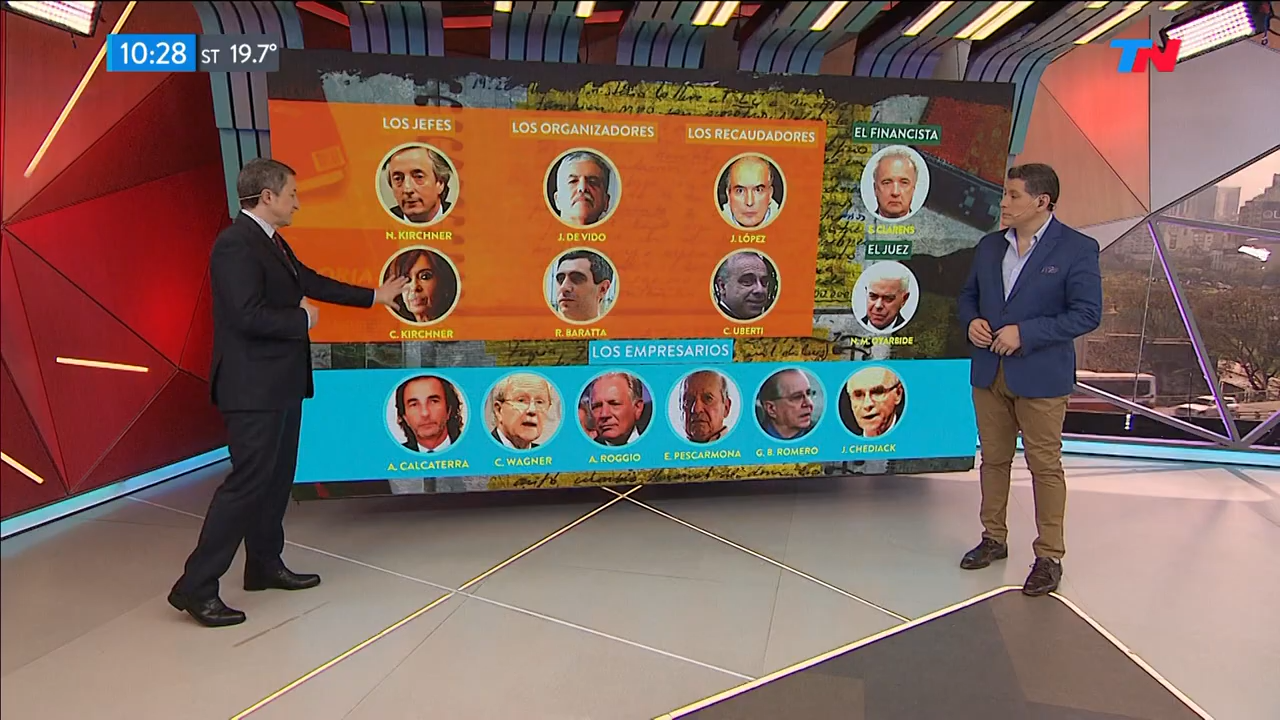 10:28 ST 19.7°
TN
LOS JEFES
LOS ORGANIZADORES
LOS RECAUDADORES
EL FINANCISTA
N. KIRCHNER
J. DE VIDO
J. LÓPEZ
CLARENS
EL JUEZ
C. KIRCHNER
R. BARATTA
C. UBERTI
N. M. OYARBIDE
LOS EMPRESARIOS
A. CALCATERRA
C. WAGNER
A. ROGGIO
E. PESCARMONA
G. B. ROMERO
J. CHEDIACK